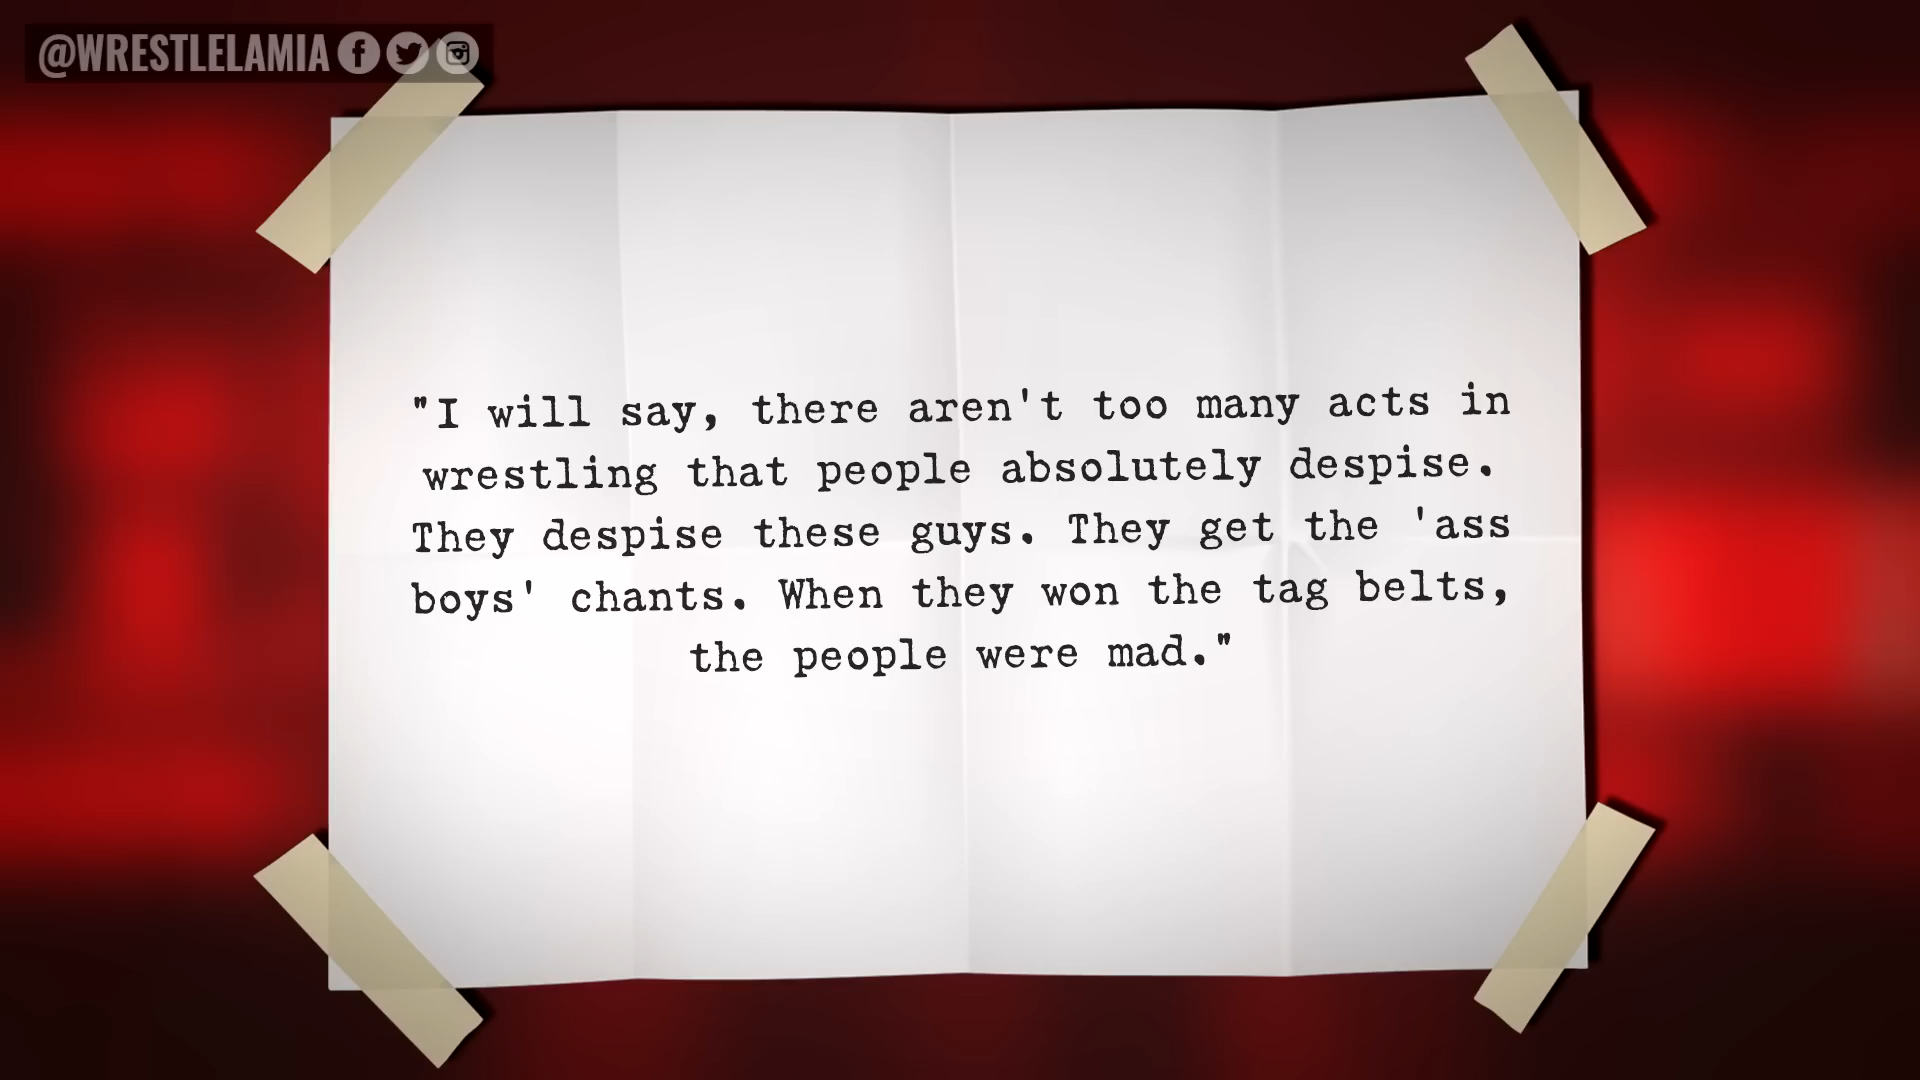 @WRESTLELAMIA
"I will say, there aren't too many acts in
wrestling that people absolutely despise.
They despise these guys. They get the 'ass
boys' chants. When they won the tag belts,
the people were mad."